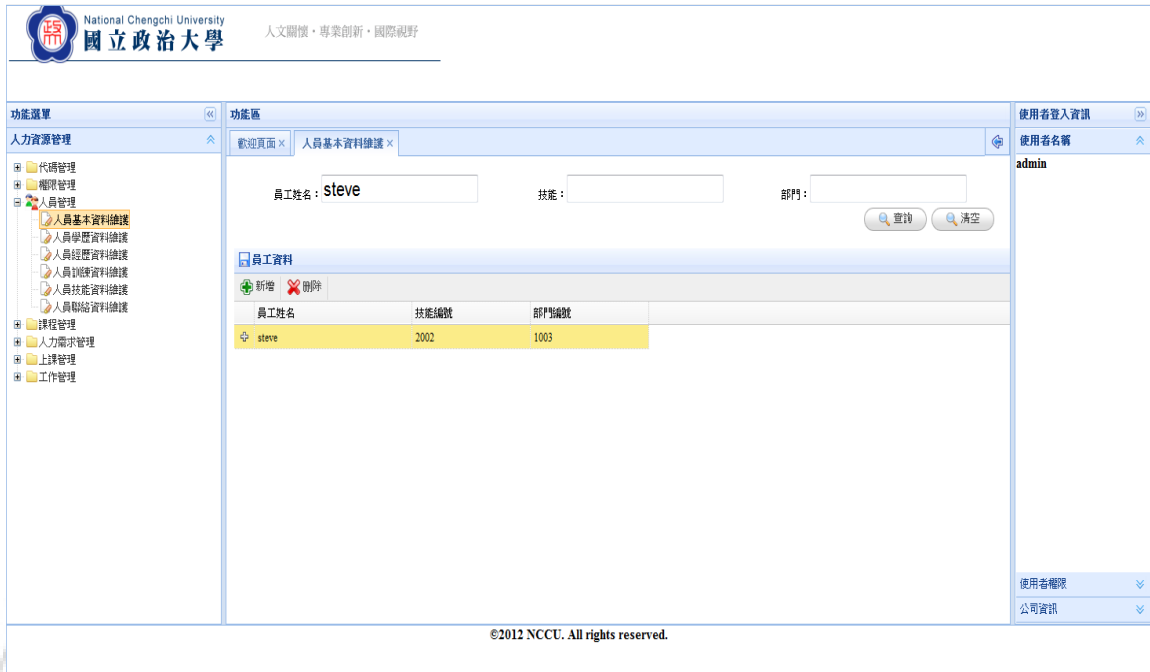 National Chengchi University
國立政治大學
人文關懷・專業創新・國際視野
功能選單
人力資源管理
代碼管理
權限管理
人員管理
人員基本資料維護
人員學歷資料維護
人員經歷資料維護
人員訓練資料維護
人員技能資料維護
人員聯絡資料維護
課程管理
人力需求管理
上課管理
工作管理
功能區
歡迎頁面
人員基本資料維護
員工姓名：steve 技能： 部門：
查詢 清空
員工資料
新增 刪除
員工姓名 技能編號 部門編號
steve 2002 1003
使用者登入資訊
使用者名稱
admin
使用者權限
公司資訊
©2012 NCCU. All rights reserved.